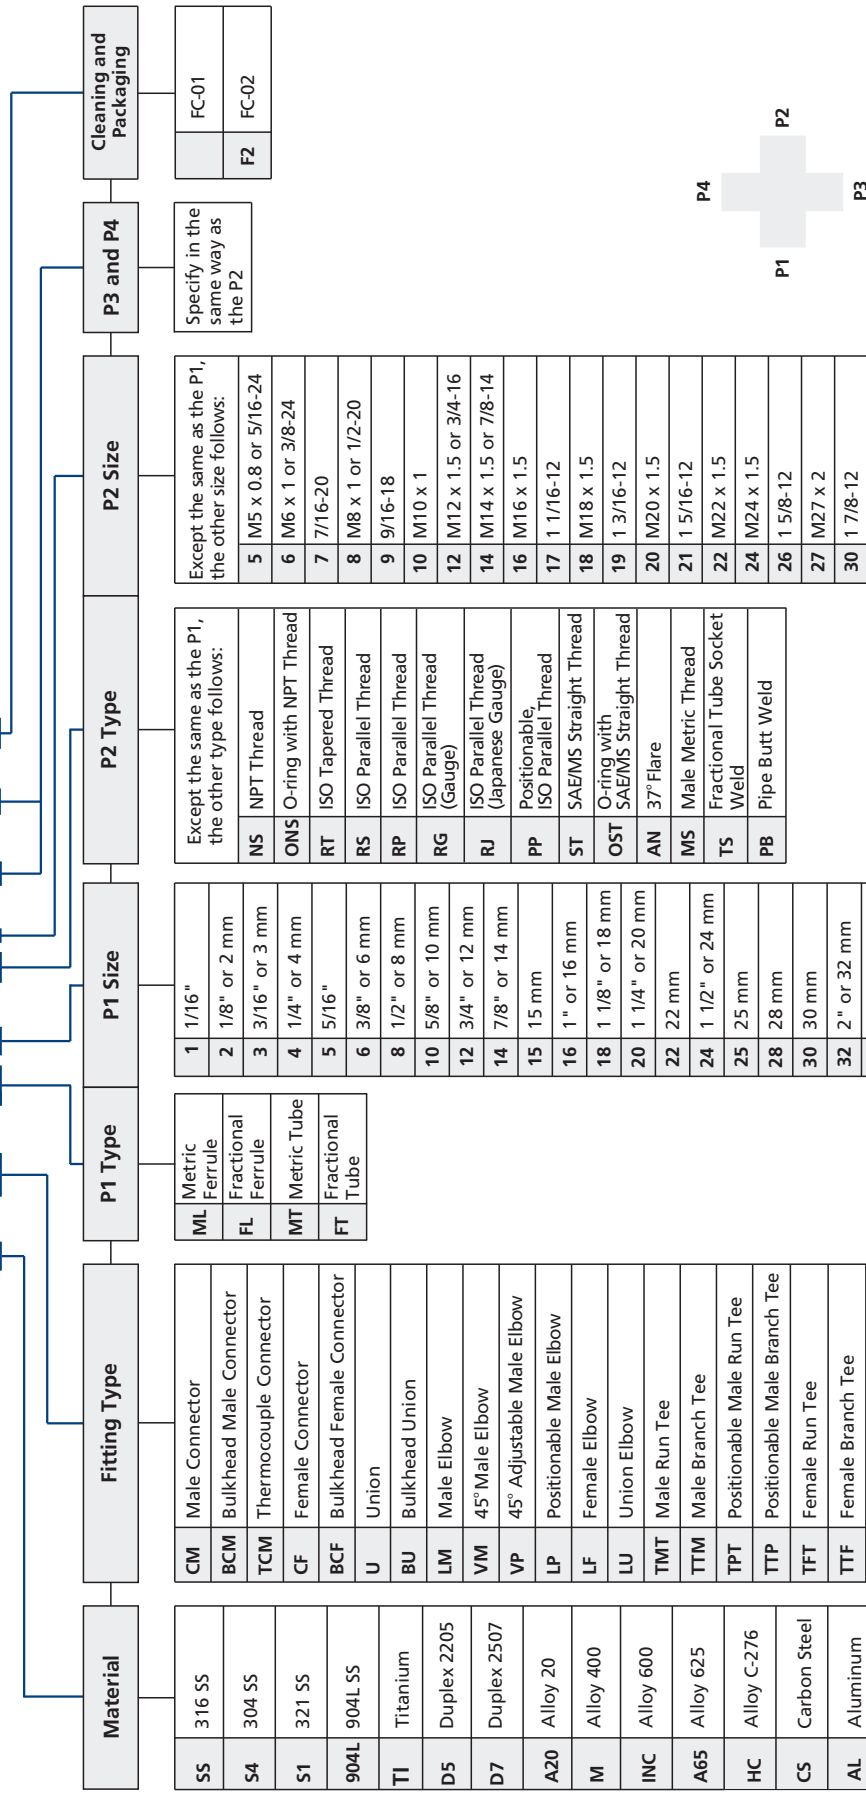 Material
SS 316 SS
S4 304 SS
S1 321 SS
904L 904L SS
TI Titanium
D5 Duplex 2205
D7 Duplex 2507
A20 Alloy 20
M Alloy 400
INC Alloy 600
A65 Alloy 625
HC Alloy C-276
CS Carbon Steel
AL Aluminum
Fitting Type
CM Male Connector
BCM Bulkhead Male Connector
TCM Thermocouple Connector
CF Female Connector
BCF Bulkhead Female Connector
U Union
BU Bulkhead Union
LM Male Elbow
VM 45° Male Elbow
VP 45° Adjustable Male Elbow
LP Positionable Male Elbow
LF Female Elbow
LU Union Elbow
TMT Male Run Tee
TTM Male Branch Tee
TPT Positionable Male Run Tee
TTP Positionable Male Branch Tee
TFT Female Run Tee
TTF Female Branch Tee
P1 Type
ML Metric
Ferrule
FL Fractional
Ferrule
MT Metric Tube
FT Fractional
Tube
P1 Size
1 1/16"
2 1/8" or 2 mm
3 3/16" or 3 mm
4 1/4" or 4 mm
5 5/16"
6 3/8" or 6 mm
8 1/2" or 8 mm
10 5/8" or 10 mm
12 3/4" or 12 mm
14 7/8" or 14 mm
15 15 mm
16 1" or 16 mm
18 1 1/8" or 18 mm
20 1 1/4" or 20 mm
22 22 mm
24 1 1/2" or 24 mm
25 25 mm
28 28 mm
30 30 mm
32 2" or 32 mm
P2 Type
Except the same as the P1,
the other type follows:
NS NPT Thread
ONS O-ring with NPT Thread
RT ISO Tapered Thread
RS ISO Parallel Thread
RP ISO Parallel Thread
RG ISO Parallel Thread
(Gauge)
RJ ISO Parallel Thread
(Japanese Gauge)
PP Positionable,
ISO Parallel Thread
ST SAE/MS Straight Thread
OST O-ring with
SAE/MS Straight Thread
AN 37° Flare
MS Male Metric Thread
TS Fractional Tube Socket
Weld
PB Pipe Butt Weld
P2 Size
Except the same as the P1,
the other size follows:
5 M5 x 0.8 or 5/16-24
6 M6 x 1 or 3/8-24
7 7/16-20
8 M8 x 1 or 1/2-20
9 9/16-18
10 M10 x 1
12 M12 x 1.5 or 3/4-16
14 M14 x 1.5 or 7/8-14
16 M16 x 1.5
17 1 1/16-12
18 M18 x 1.5
19 1 3/16-12
20 M20 x 1.5
21 1 5/16-12
22 M22 x 1.5
24 M24 x 1.5
26 1 5/8-12
27 M27 x 2
30 1 7/8-12
P3 and P4
Specify in the
same way as
the P2
Cleaning and
Packaging
FC-01
F2 FC-02
P4
P1
P2
P3